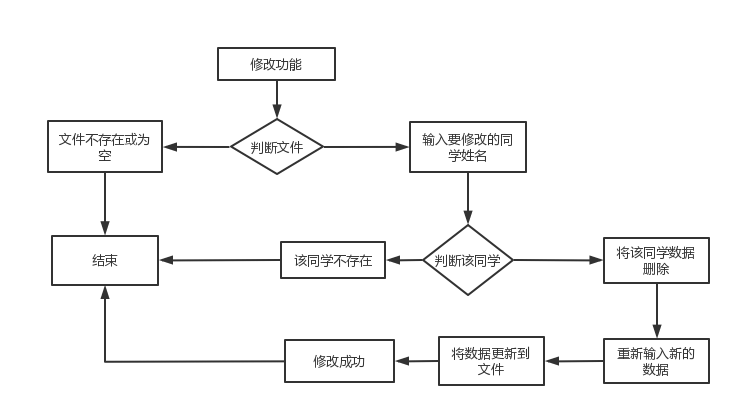 修改功能
文件不存在或为
空
判断文件
输入要修改的同
学姓名
结束
该同学不存在
判断该同学
将该同学数据
删除
修改成功
将数据更新到
文件
重新输入新的
数据